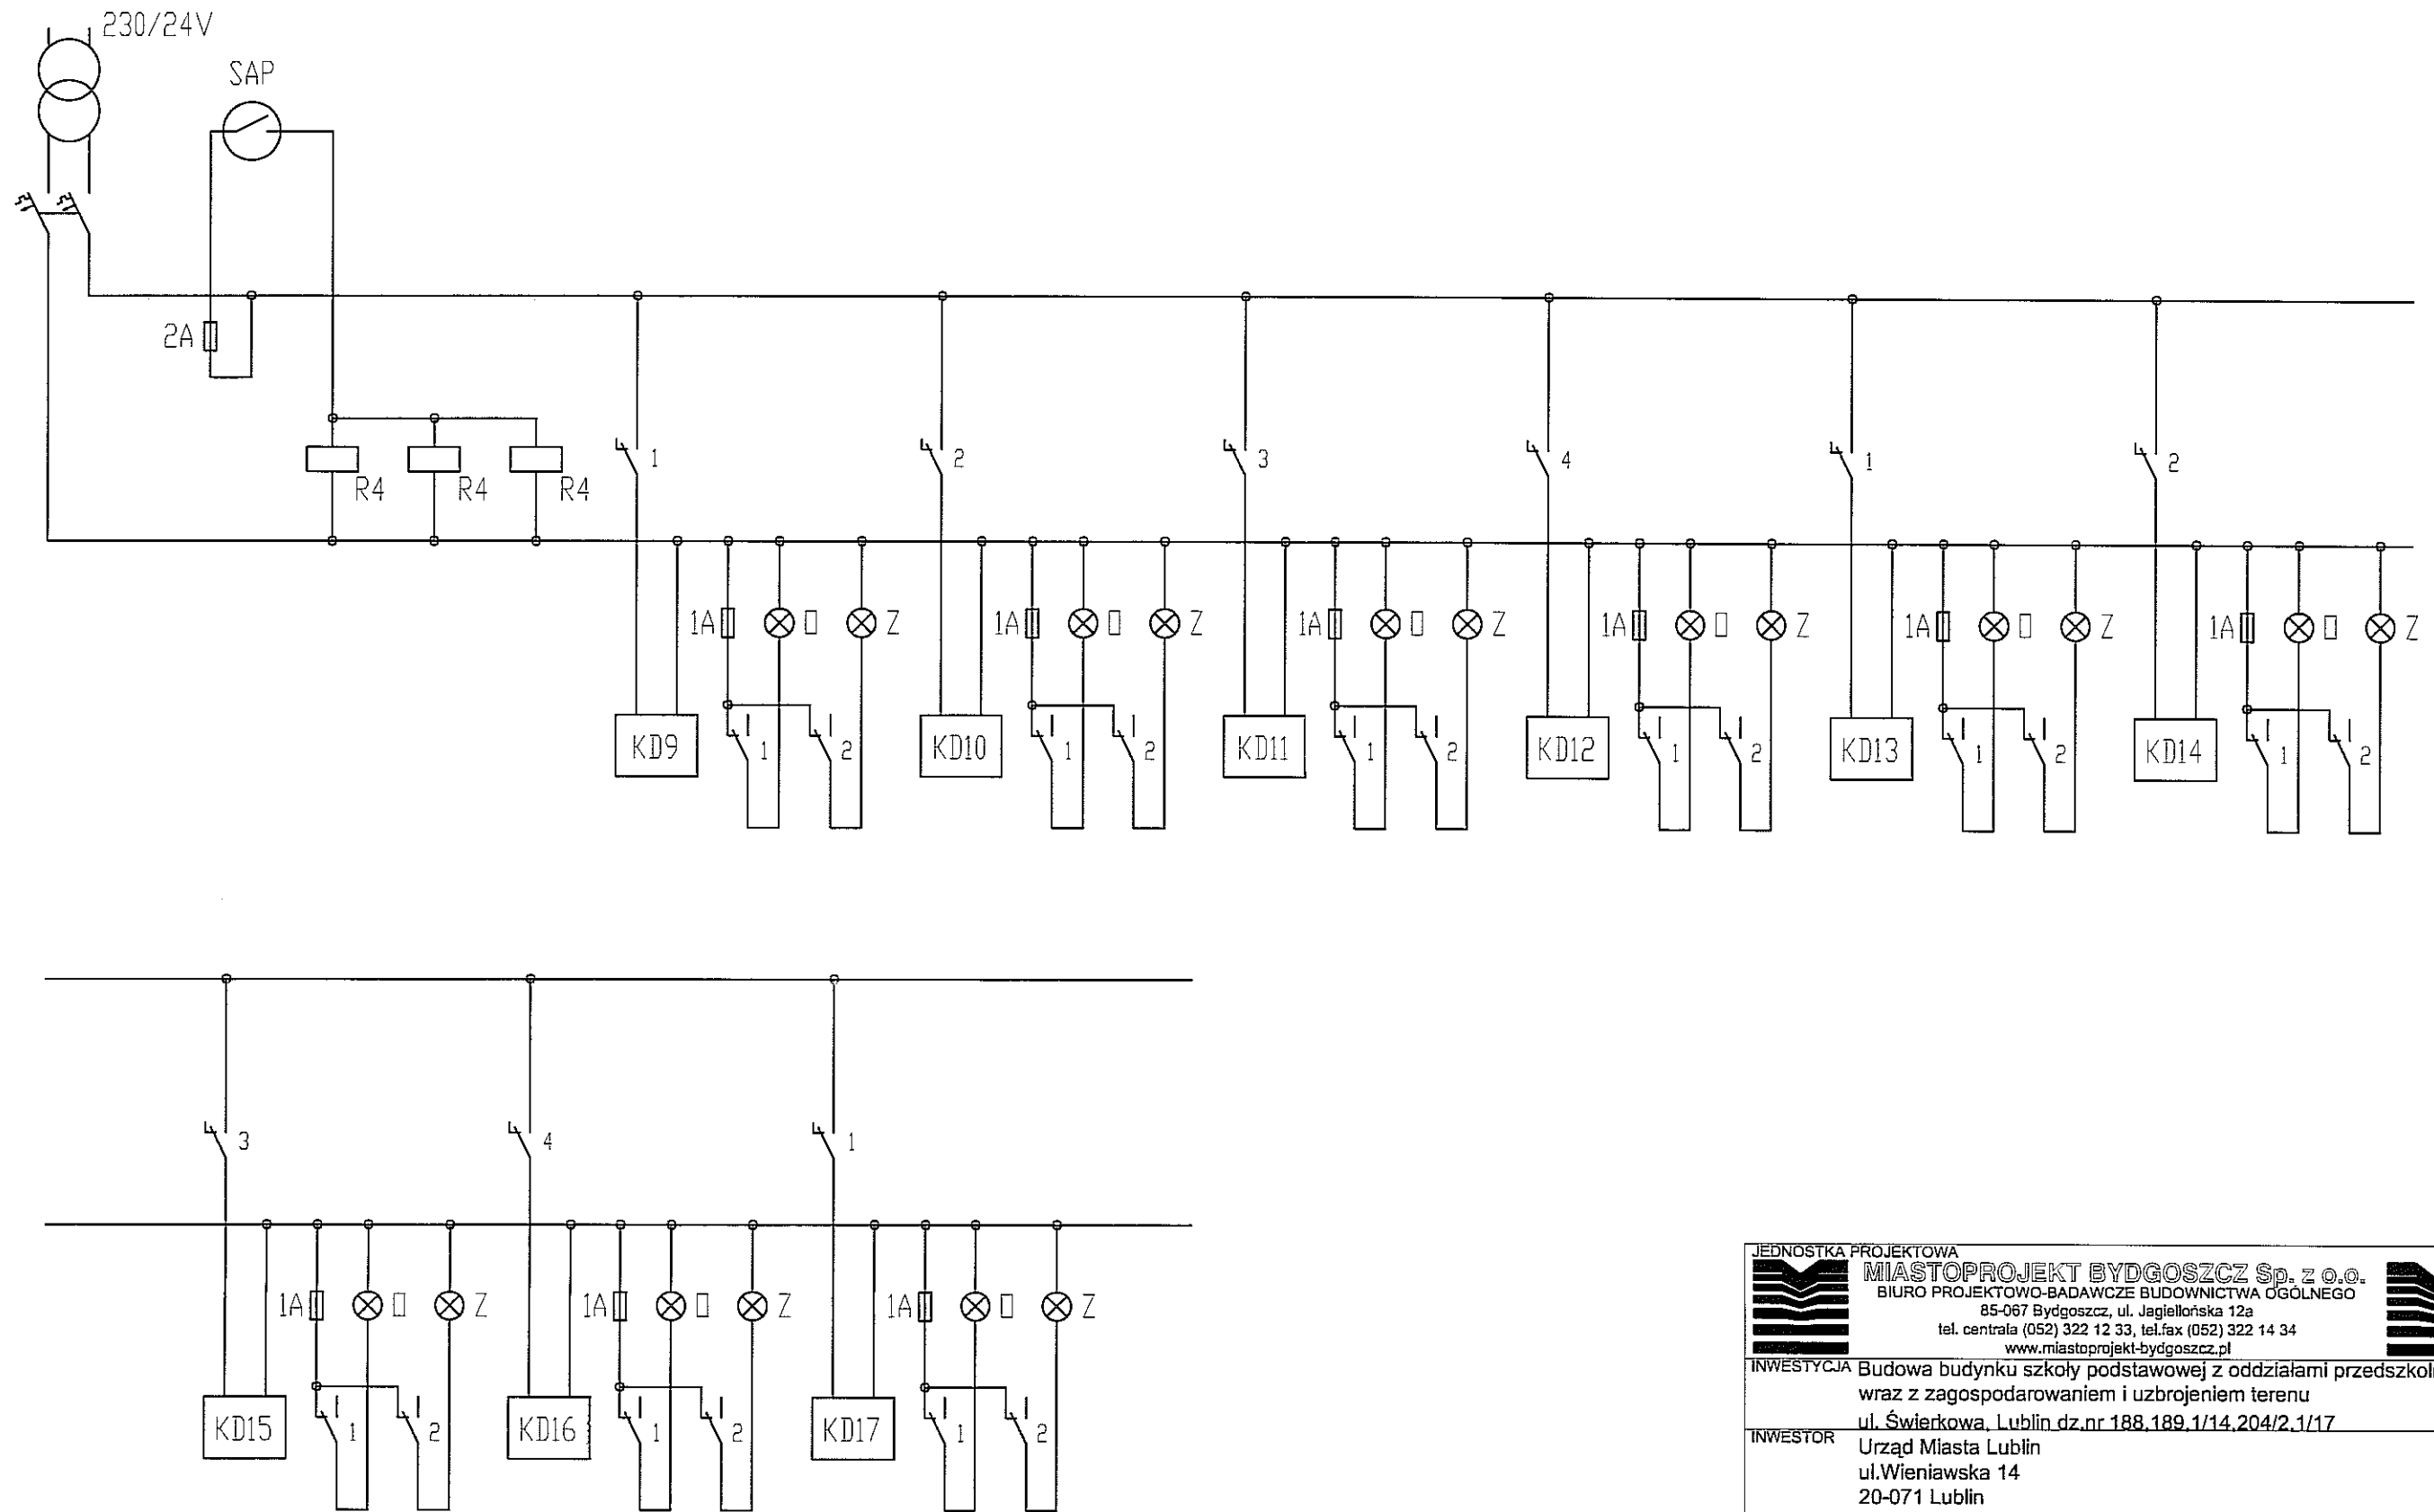 230/24V
SAP
2A
R4 R4 R4
1 2 3 4 1 2
1A O Z 1A O Z 1A O Z 1A O Z 1A O Z 1A O Z
KD9 1 2 KD10 1 2 KD11 1 2 KD12 1 2 KD13 1 2 KD14 1 2
3 4 1
1A O Z 1A O Z 1A O Z
KD15 1 2 KD16 1 2 KD17 1 2
JEDNOSTKA PROJEKTOWA
MIASTOPROJEKT BYDGOSZCZ Sp. z o.o.
BIURO PROJEKTOWO-BADAWCZE BUDOWNICTWA OGÓLNEGO
85-067 Bydgoszcz, ul. Jagiellońska 12a
tel. centrala (052) 322 12 33, tel.fax (052) 322 14 34
www.miastoprojekt-bydgoszcz.pl
INWESTYCJA Budowa budynku szkoły podstawowej z oddziałami
wraz z zagospodarowaniem i uzbrojeniem terenu
ul. Świerkowa, Lublin dz.nr 188,189,1/14,204/2,1/17
INWESTOR Urząd Miasta Lublin
ul.Wieniawska 14
20-071 Lublin